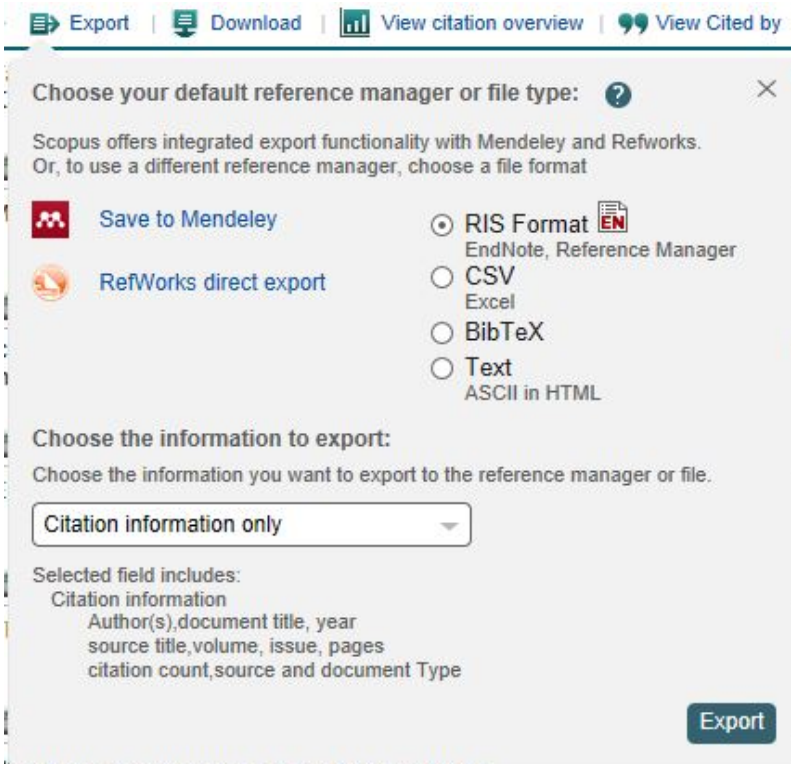 Export | Download | View citation overview | View Cited by
Choose your default reference manager or file type: ?
Scopus offers integrated export functionality with Mendeley and Refworks.
Or, to use a different reference manager, choose a file format
Save to Mendeley
RefWorks direct export
RIS Format EN
EndNote, Reference Manager
CSV
Excel
BibTeX
Text
ASCII in HTML
Choose the information to export:
Choose the information you want to export to the reference manager or file.
Citation information only
Selected field includes:
Citation information
Author(s),document title, year
source title,volume, issue, pages
citation count,source and document Type
Export